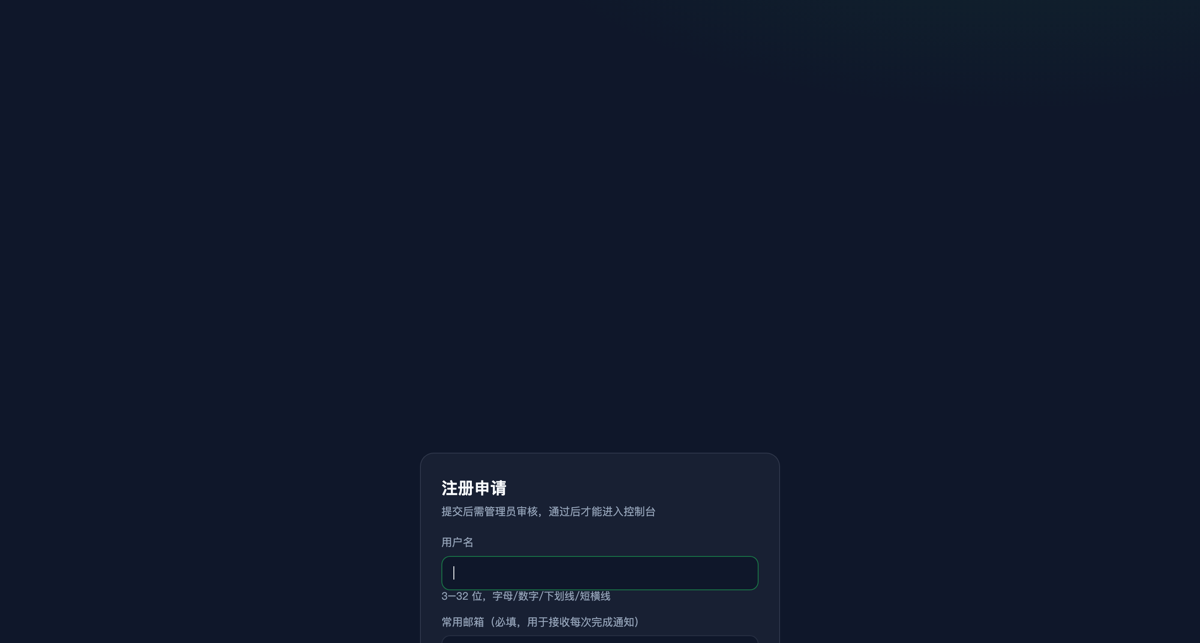 注册申请
提交后需管理员审核，通过后才能进入控制台
用户名
3–32 位，字母/数字/下划线/短横线
常用邮箱（必填，用于接收每次完成通知）